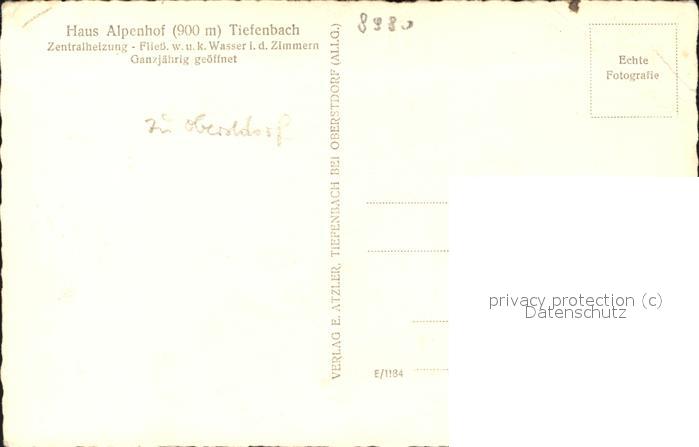 Haus Alpenhof (900 m) Tiefenbach
Zentralheizung - Fließ. w. u. k. Wasser i. d. Zimmern
Ganzjährig geöffnet
zu Oberstdorf
VERLAG E. ATZLER, TIEFENBACH BEI OBERSTDORF (ALLG.)
8980
Echte
Fotografie
E/1184
privacy protection (c)
Datenschutz